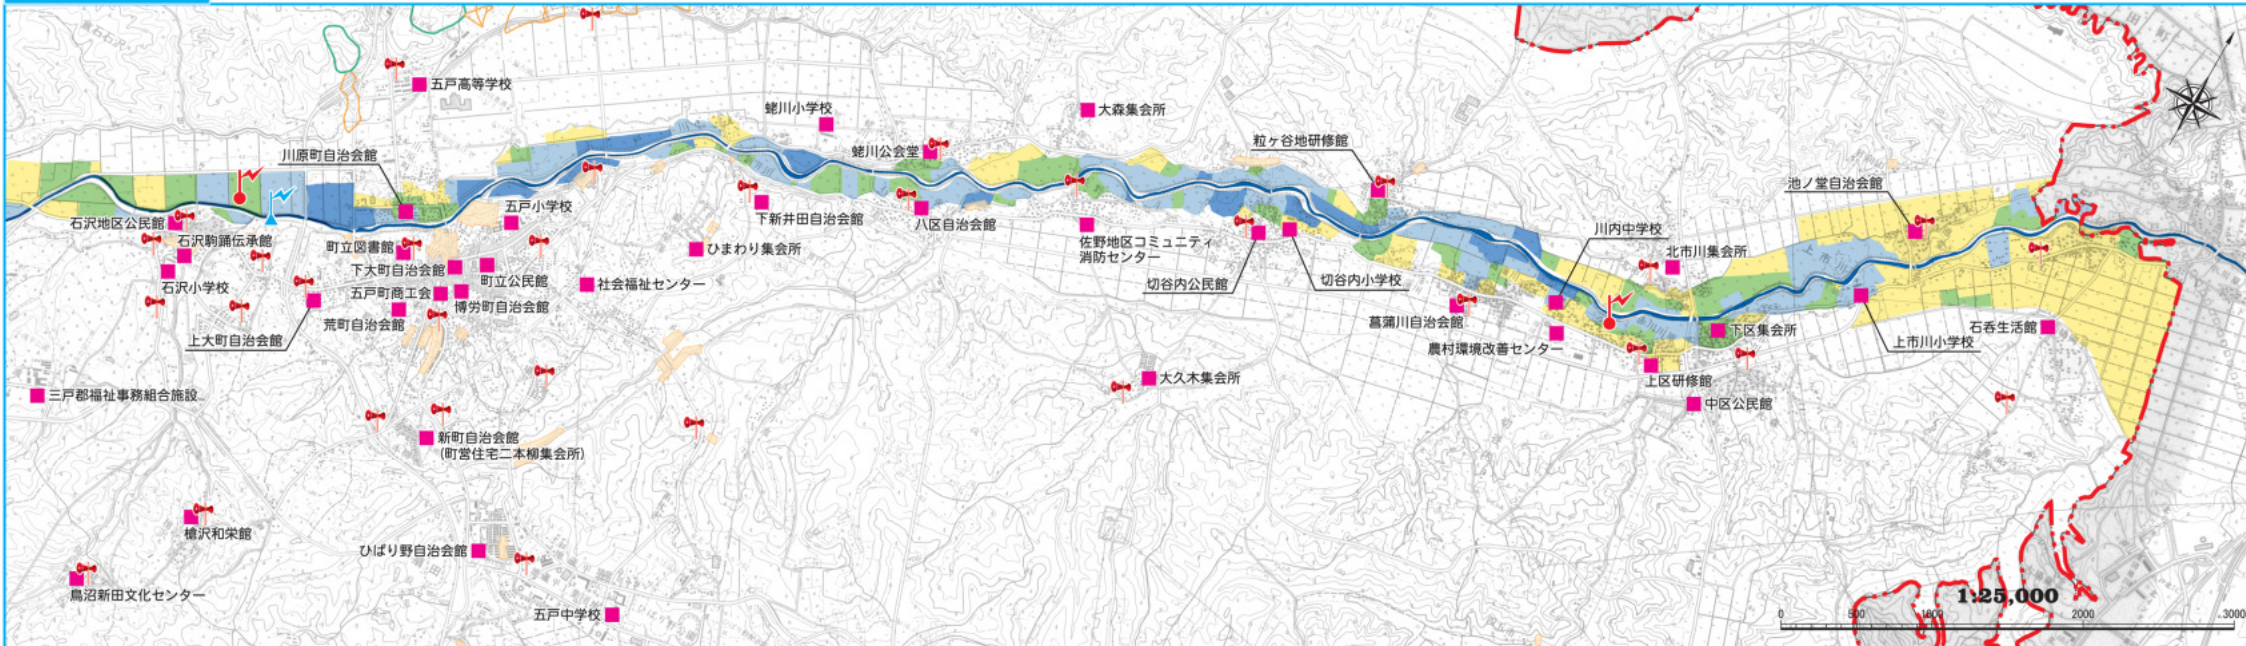 五戸高等学校
蛯川小学校
大森集会所
川原町自治会館
蛯川公会堂
粒ヶ谷地研修館
池ノ堂自治会館
石沢地区公民館
五戸小学校
下新井田自治会館
八区自治会館
石沢駒踊伝承館
町立図書館
ひまわり集会所
佐野地区コミュニティ
消防センター
川内中学校
北市川集会所
上市川
下大町自治会館
町立公民館
石沢小学校
五戸町商工会
社会福祉センター
切谷内公民館
切谷内小学校
博労町自治会館
荒町自治会館
菖蒲川自治会館
下区集会所
石呑生活館
上大町自治会館
農村環境改善センター
上市川小学校
三戸郡福祉事務組合施設
大久木集会所
上区研修館
中区公民館
新町自治会館
(町営住宅二本柳集会所)
槍沢和栄館
ひばり野自治会館
鳥沼新田文化センター
五戸中学校
1:25,000
0 500 1000 2000 3000